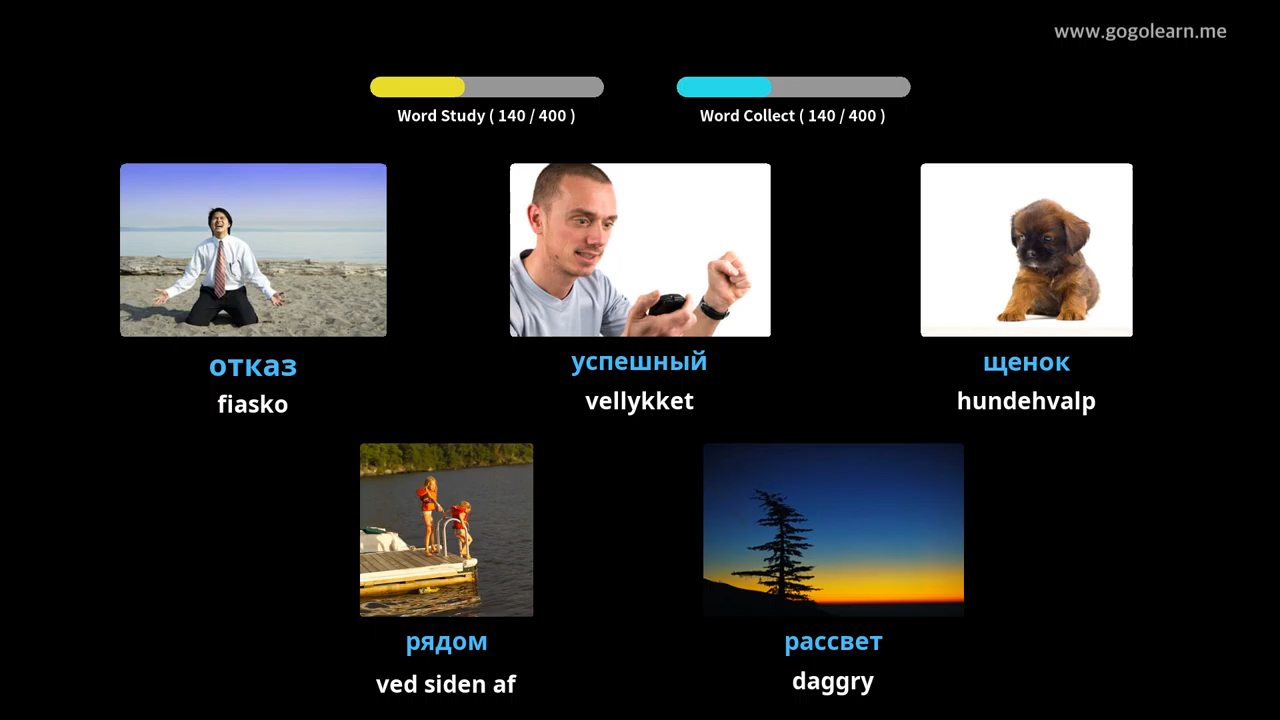 www.gogolearn.me
Word Study ( 140 / 400 )
Word Collect ( 140 / 400 )
отказ
fiasko
успешный
vellykket
щенок
hundehvalp
рядом
ved siden af
рассвет
daggry